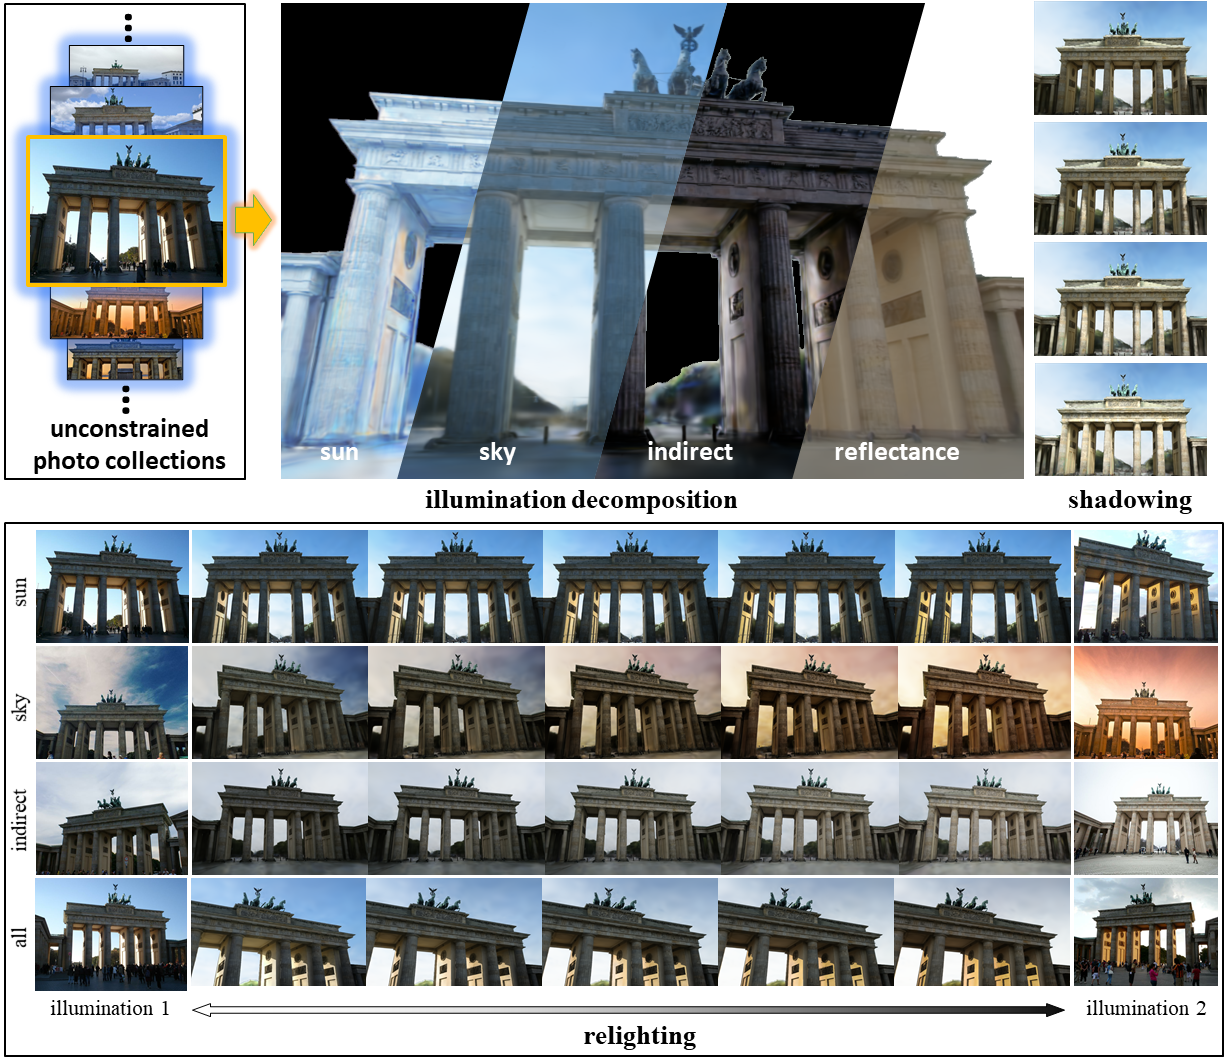 unconstrained
photo collections
sun
sky
indirect
reflectance
illumination decomposition
shadowing
sun
sky
indirect
all
illumination 1
illumination 2
relighting